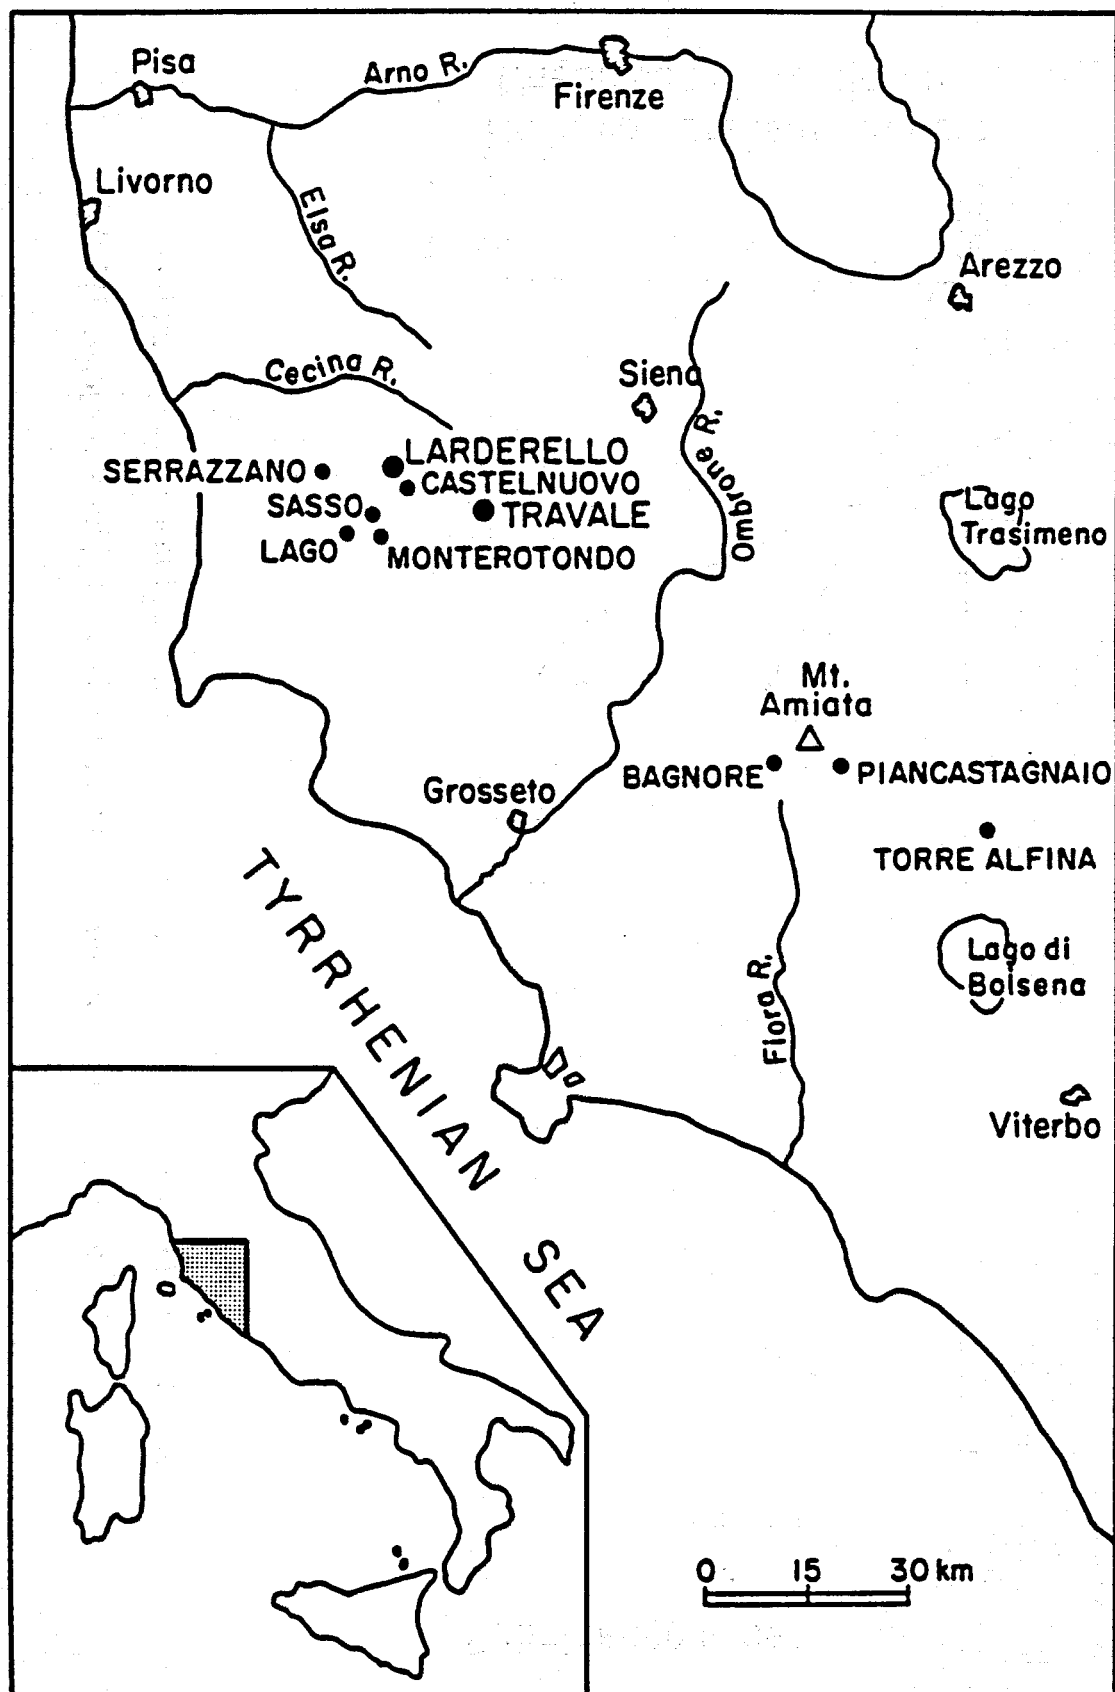 Pisa
Arno R.
Firenze
Livorno
Elsa R.
Arezzo
Cecina R.
Siena
Ombrone R.
LARDERELLO
SERRAZZANO
CASTELNUOVO
SASSO
TRAVALE
LAGO
MONTEROTONDO
Lago
Trasimeno
Mt.
Amiata
BAGNORE
PIANCASTAGNAIO
Grosseto
TORRE ALFINA
TYRRHENIAN SEA
Lago di
Bolsena
Fiora R.
Viterbo
0 15 30 km